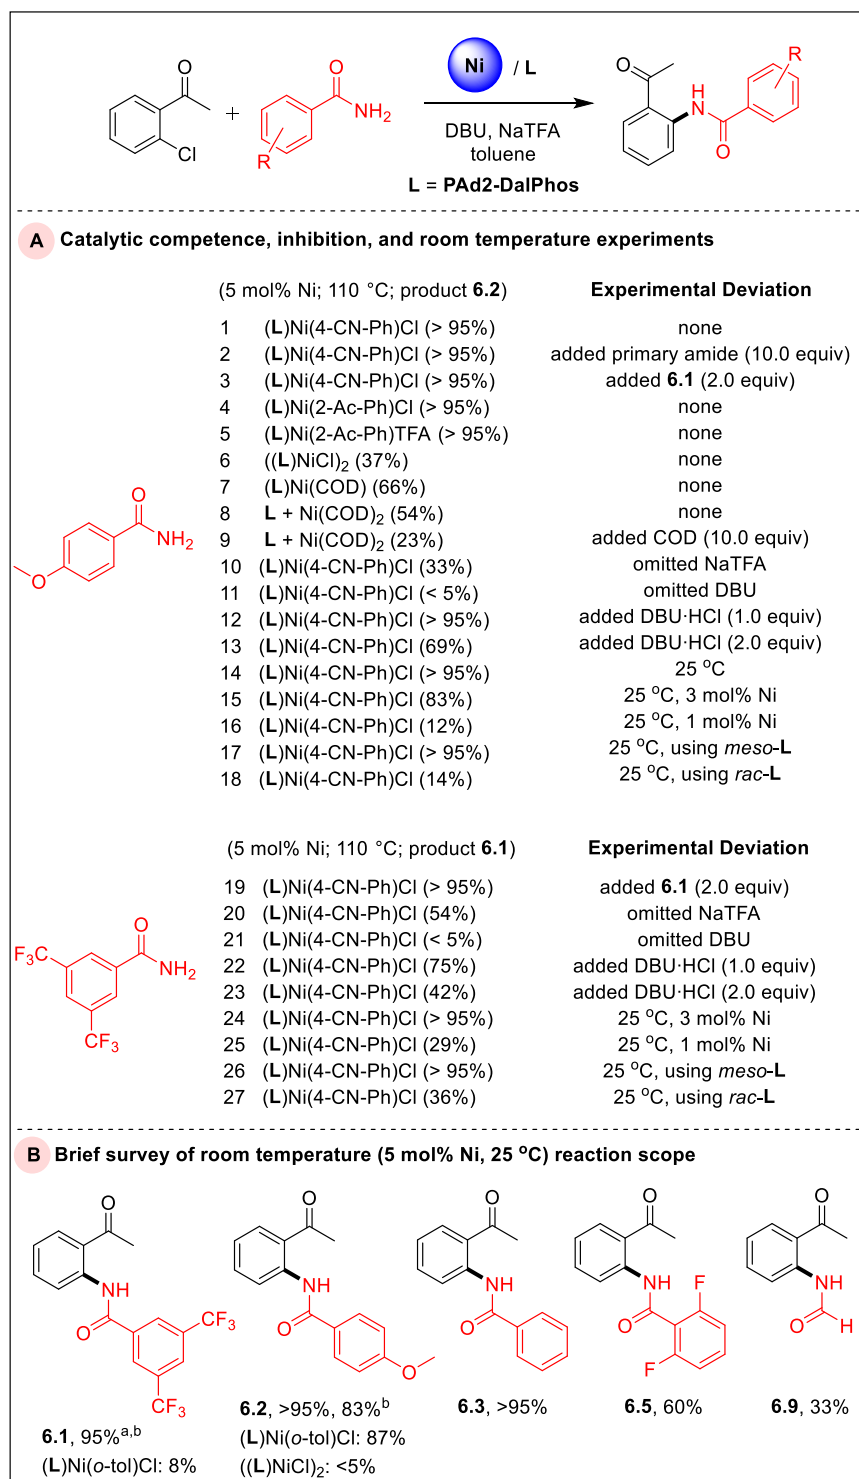 O
Cl
+
R
O
NH2
Ni / L
DBU, NaTFA
toluene
L = PAd2-DalPhos
O
H
N
O
R
A Catalytic competence, inhibition, and room temperature experiments
(5 mol% Ni; 110 °C; product 6.2) Experimental Deviation
1 (L)Ni(4-CN-Ph)Cl (> 95%) none
2 (L)Ni(4-CN-Ph)Cl (> 95%) added primary amide (10.0 equiv)
3 (L)Ni(4-CN-Ph)Cl (> 95%) added 6.1 (2.0 equiv)
4 (L)Ni(2-Ac-Ph)Cl (> 95%) none
5 (L)Ni(2-Ac-Ph)TFA (> 95%) none
6 ((L)NiCl)2 (37%) none
7 (L)Ni(COD) (66%) none
8 L + Ni(COD)2 (54%) none
9 L + Ni(COD)2 (23%) added COD (10.0 equiv)
10 (L)Ni(4-CN-Ph)Cl (33%) omitted NaTFA
11 (L)Ni(4-CN-Ph)Cl (< 5%) omitted DBU
12 (L)Ni(4-CN-Ph)Cl (> 95%) added DBU·HCl (1.0 equiv)
13 (L)Ni(4-CN-Ph)Cl (69%) added DBU·HCl (2.0 equiv)
14 (L)Ni(4-CN-Ph)Cl (> 95%) 25 °C
15 (L)Ni(4-CN-Ph)Cl (83%) 25 °C, 3 mol% Ni
16 (L)Ni(4-CN-Ph)Cl (12%) 25 °C, 1 mol% Ni
17 (L)Ni(4-CN-Ph)Cl (> 95%) 25 °C, using meso-L
18 (L)Ni(4-CN-Ph)Cl (14%) 25 °C, using rac-L
O
NH2
O
(5 mol% Ni; 110 °C; product 6.1) Experimental Deviation
19 (L)Ni(4-CN-Ph)Cl (> 95%) added 6.1 (2.0 equiv)
20 (L)Ni(4-CN-Ph)Cl (54%) omitted NaTFA
21 (L)Ni(4-CN-Ph)Cl (< 5%) omitted DBU
22 (L)Ni(4-CN-Ph)Cl (75%) added DBU·HCl (1.0 equiv)
23 (L)Ni(4-CN-Ph)Cl (42%) added DBU·HCl (2.0 equiv)
24 (L)Ni(4-CN-Ph)Cl (> 95%) 25 °C, 3 mol% Ni
25 (L)Ni(4-CN-Ph)Cl (29%) 25 °C, 1 mol% Ni
26 (L)Ni(4-CN-Ph)Cl (> 95%) 25 °C, using meso-L
27 (L)Ni(4-CN-Ph)Cl (36%) 25 °C, using rac-L
F3C
O
NH2
CF3
B Brief survey of room temperature (5 mol% Ni, 25 °C) reaction scope
O
NH
O
CF3
CF3
6.1, 95%a,b
(L)Ni(o-tol)Cl: 8%
O
NH
O
O
6.2, >95%, 83%b
(L)Ni(o-tol)Cl: 87%
((L)NiCl)2: <5%
O
NH
O
6.3, >95%
O
NH
F
O
F
6.5, 60%
O
NH
O
H
6.9, 33%